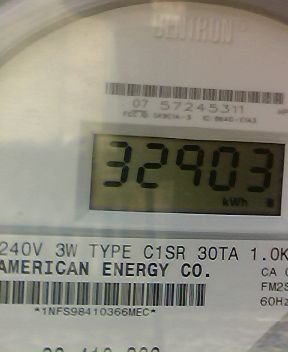 CENTRON
07 57245311
32903
kWh
240V 3W TYPE C1SR 30TA 1.0K
AMERICAN ENERGY CO.
CA
FM2S
60Hz
*1NFS98410366MEC*